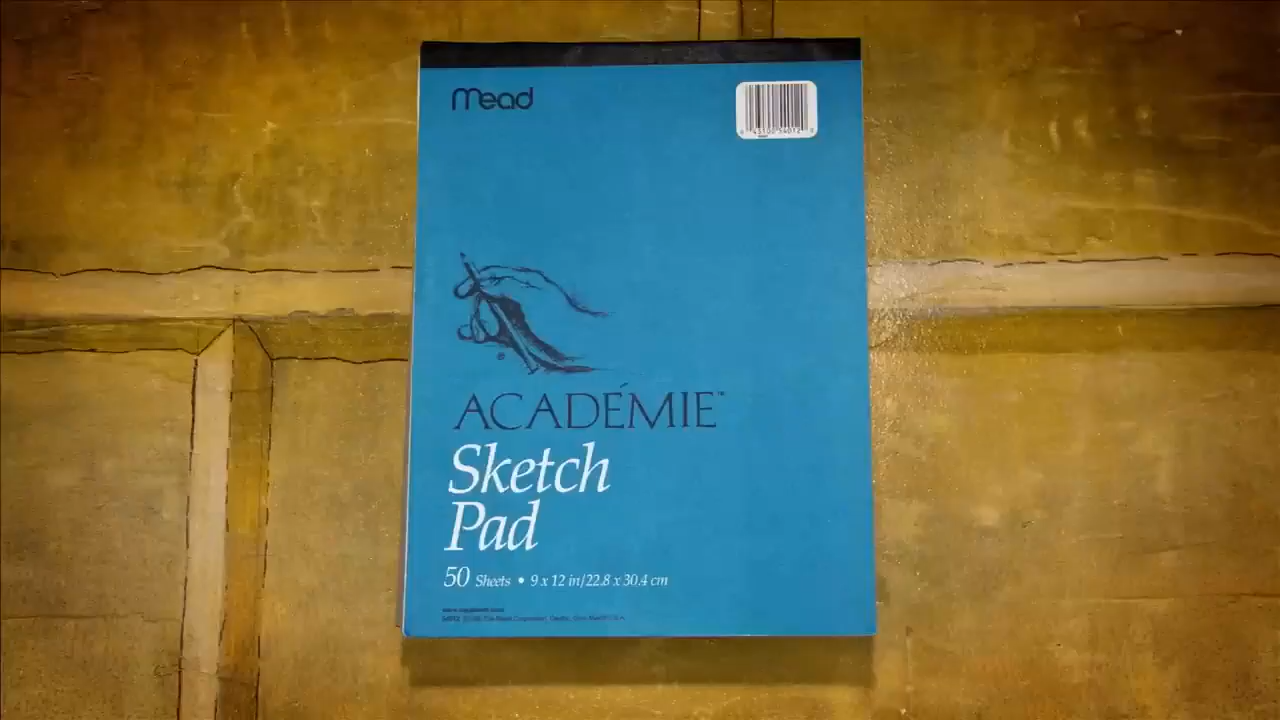 Mead
ACADÉMIE™
Sketch
Pad
50 Sheets • 9 x 12 in/22.8 x 30.4 cm